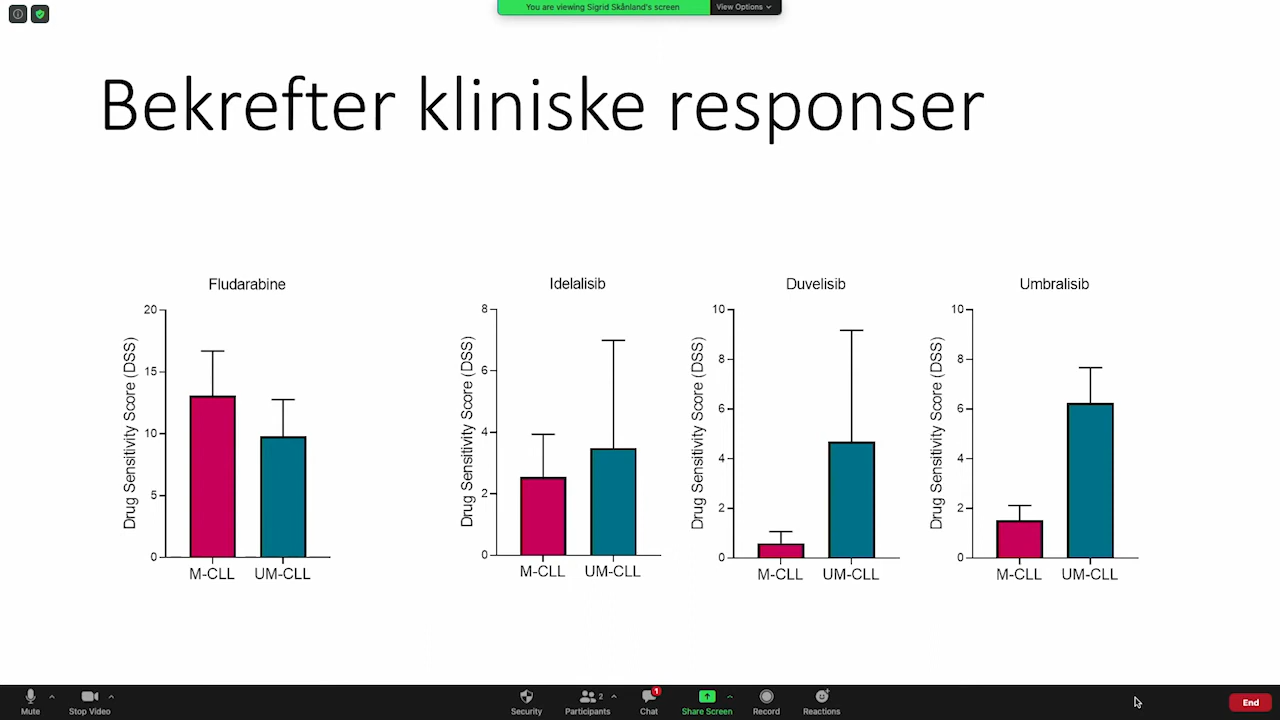 You are viewing Sigrid Skånland's screen
View Options
Bekrefter kliniske responser
Fludarabine
Drug Sensitivity Score (DSS)
20
15
10
5
0
M-CLL UM-CLL
Idelalisib
Drug Sensitivity Score (DSS)
8
6
4
2
0
M-CLL UM-CLL
Duvelisib
Drug Sensitivity Score (DSS)
10
8
6
4
2
0
M-CLL UM-CLL
Umbralisib
Drug Sensitivity Score (DSS)
10
8
6
4
2
0
M-CLL UM-CLL
Mute
Stop Video
Security
2
Participants
1
Chat
Share Screen
Record
Reactions
End